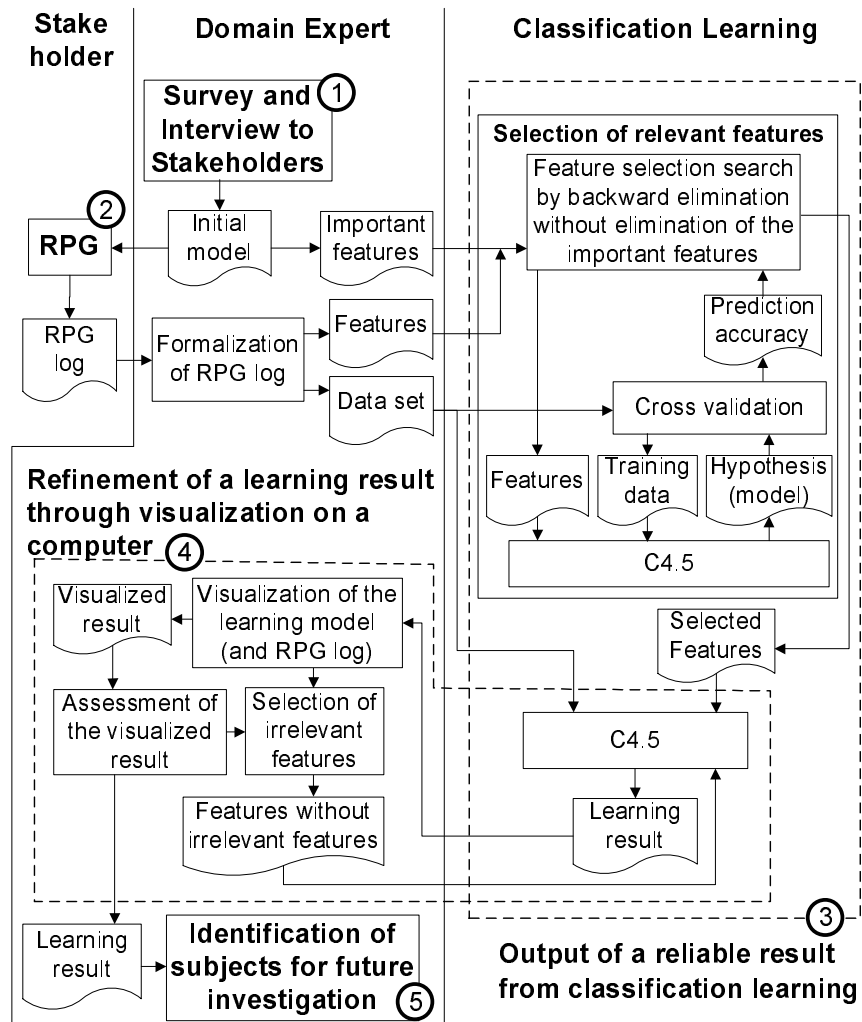 Stake
holder
Domain Expert
Classification Learning
Survey and
Interview to
Stakeholders
1
2
RPG
Initial
model
Important
features
RPG
log
Formalization
of RPG log
Features
Data set
Selection of relevant features
Feature selection search
by backward elimination
without elimination of the
important features
Prediction
accuracy
Cross validation
Features
Training
data
Hypothesis
(model)
C4.5
Refinement of a learning result
through visualization on a
computer
4
Visualized
result
Visualization of the
learning model
(and RPG log)
Selected
Features
Assessment of
the visualized
result
Selection of
irrelevant
features
C4.5
Features without
irrelevant features
Learning
result
3
Learning
result
Identification of
subjects for future
investigation
5
Output of a reliable result
from classification learning